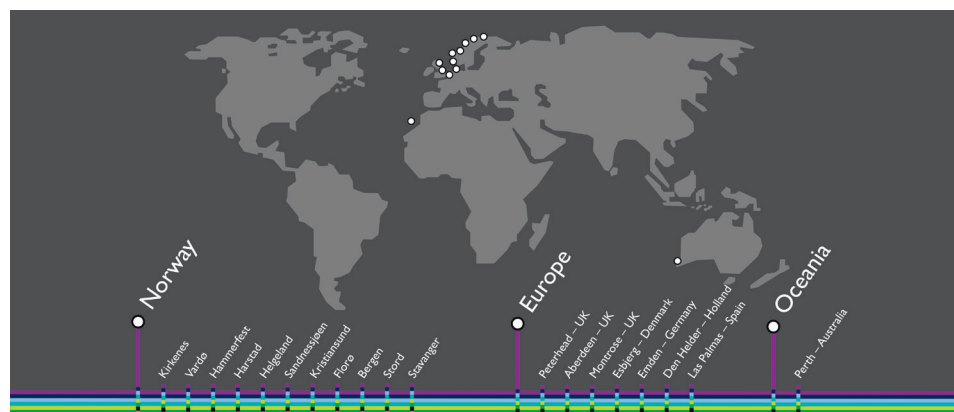 Norway
Kirkenes
Vardø
Hammerfest
Harstad
Helgeland
Sandnessjøen
Kristiansund
Florø
Bergen
Stord
Stavanger
Europe
Peterhead – UK
Aberdeen – UK
Montrose – UK
Esbjerg – Denmark
Emden – Germany
Den Helder – Holland
Las Palmas – Spain
Oceania
Perth – Australia